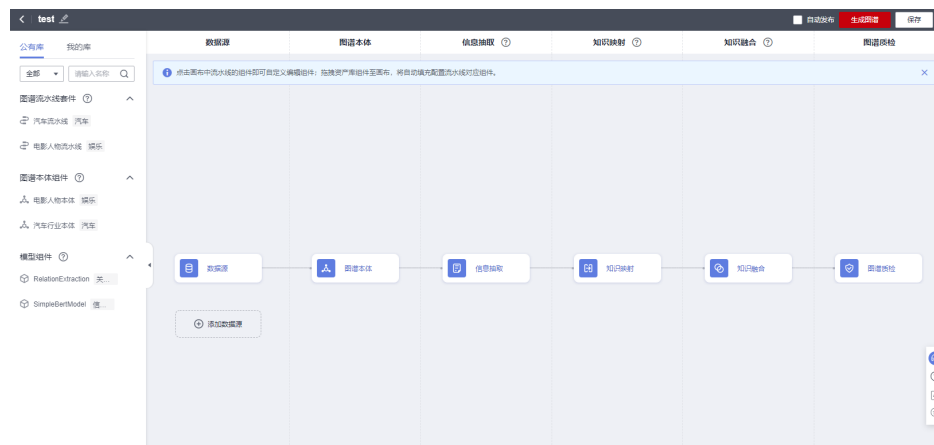 test
自动发布 生成图谱 保存
公有库 我的库
数据源 图谱本体 信息抽取 知识映射 知识融合 图谱质检
全部 请输入名称
点击画布中流水线的组件即可自定义编辑组件；拖拽资产库组件至画布，将自动填充配置流水线对应组件。
图谱流水线套件
汽车流水线 汽车
电影人物流水线 娱乐
图谱本体组件
电影人物本体 娱乐
汽车行业本体 汽车
模型组件
RelationExtraction 关...
SimpleBertModel 信...
数据源 图谱本体 信息抽取 知识映射 知识融合 图谱质检
添加数据源